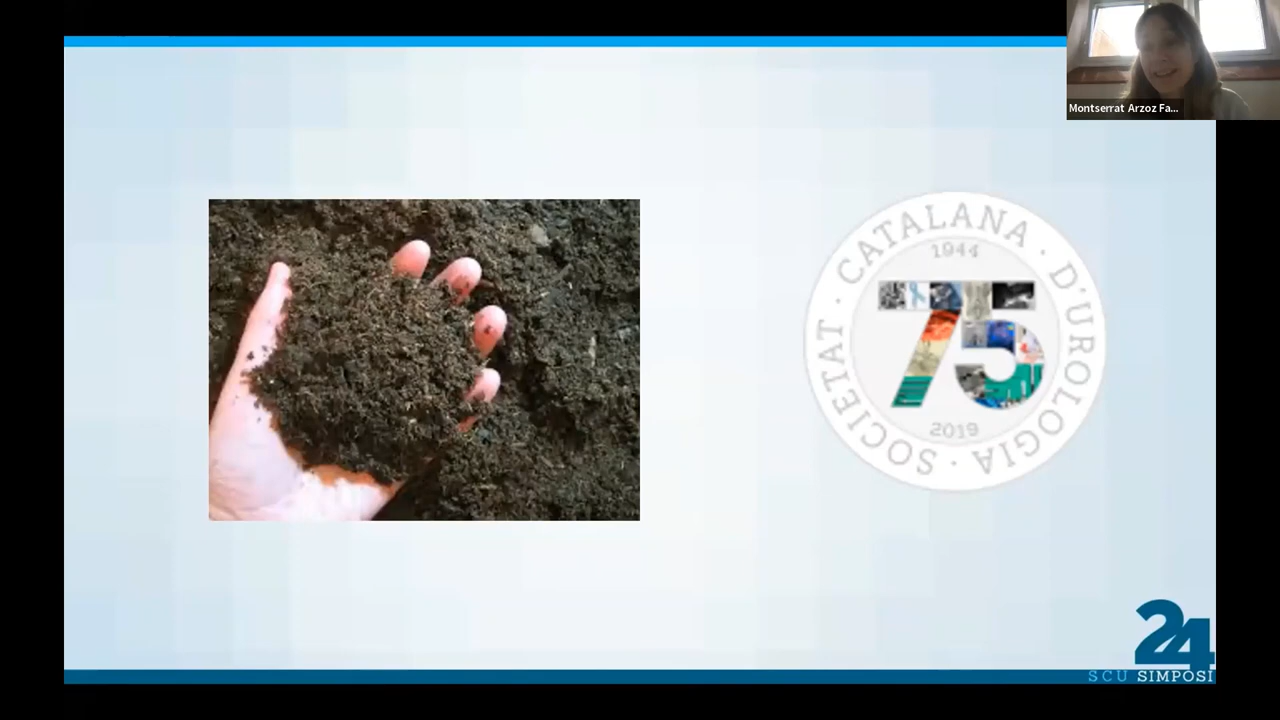 Montserrat Arzoz Fa...
SOCIETAT · CATALANA · D'UROLOGIA ·
1944
75
2019
24
SCU SIMPOSI